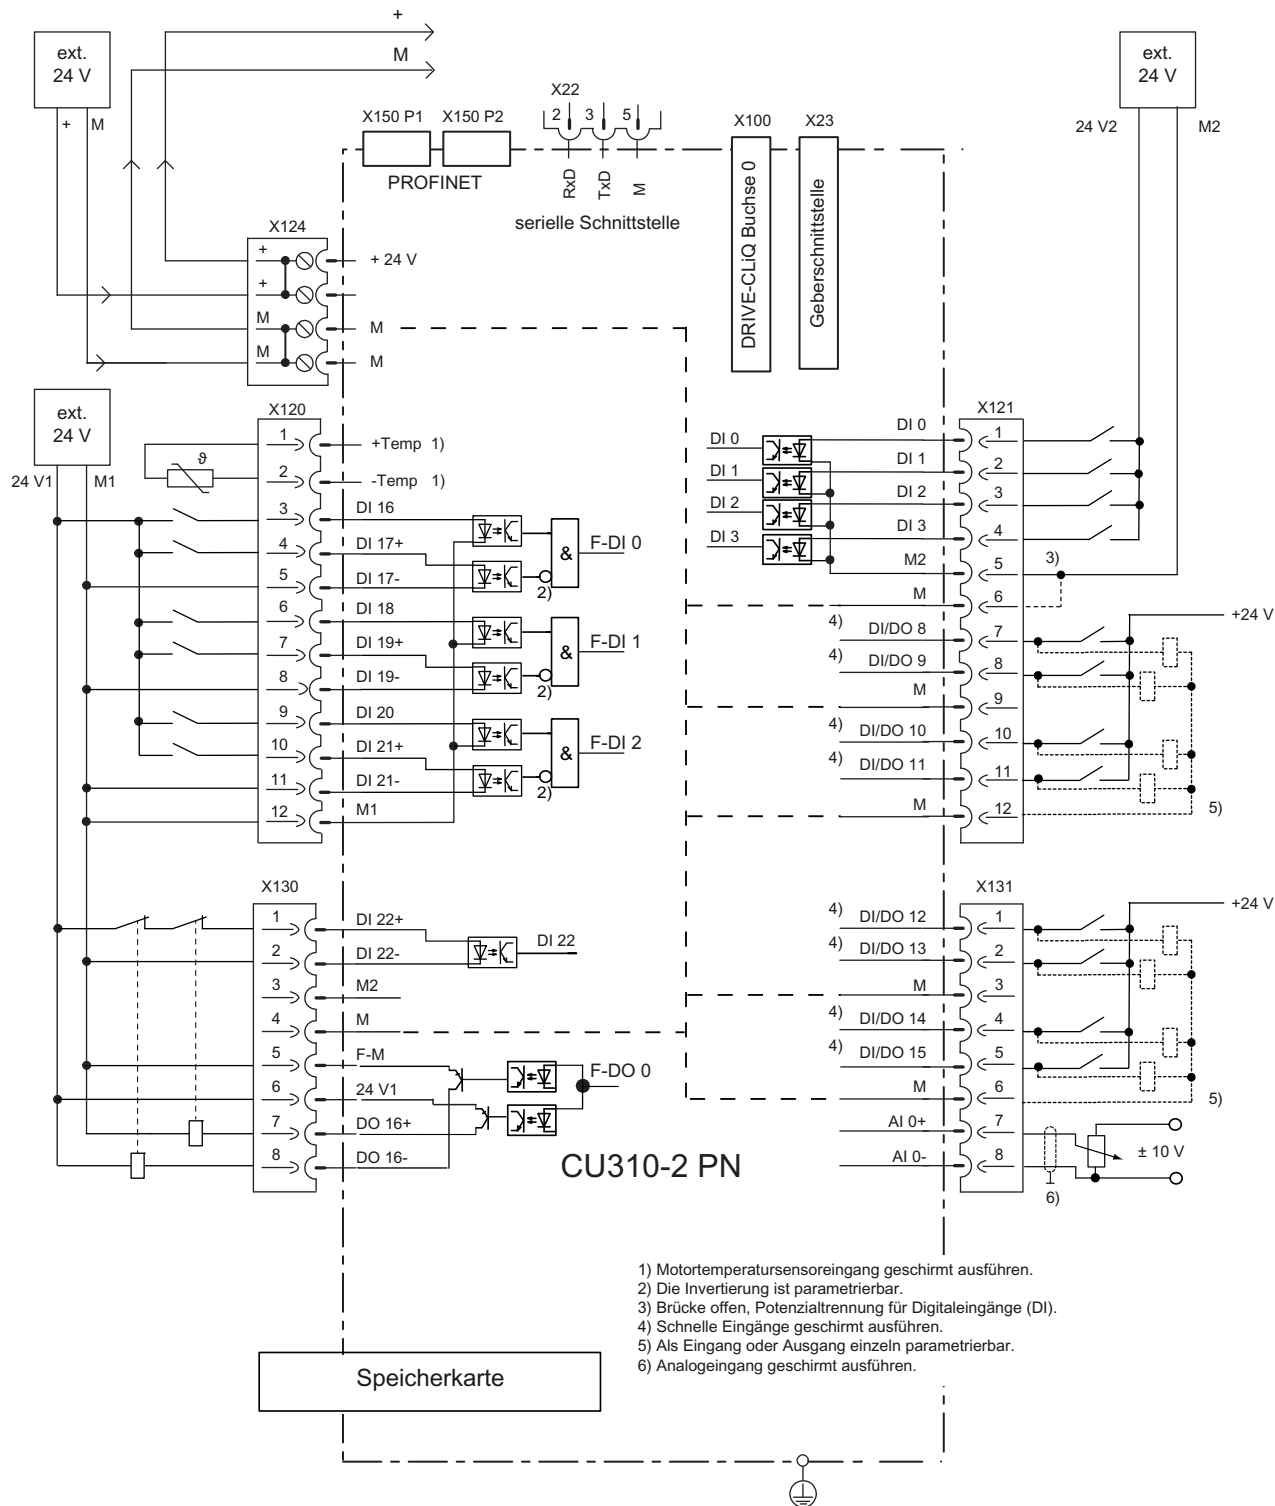 +
M
ext.
24 V
+ M
X150 P1 X150 P2
PROFINET
X22
2 3 5
RxD TxD M
serielle Schnittstelle
X100 X23
DRIVE-CLiQ Buchse 0
Geberschnittstelle
ext.
24 V
24 V2 M2
X124
+ + 24 V
+
M M
M M
ext.
24 V
24 V1 M1
X120
ϑ
1 +Temp 1)
2 -Temp 1)
3 DI 16
4 DI 17+
5 DI 17-
6 DI 18
7 DI 19+
8 DI 19-
9 DI 20
10 DI 21+
11 DI 21-
12 M1
& F-DI 0
2)
& F-DI 1
2)
& F-DI 2
2)
X121
DI 0 DI 0 1
DI 1 DI 1 2
DI 2 DI 2 3
DI 3 DI 3 4
M2 5 3)
M 6
+24 V
4) DI/DO 8 7
4) DI/DO 9 8
M 9
4) DI/DO 10 10
4) DI/DO 11 11
M 12 5)
X130
1 DI 22+
2 DI 22-
DI 22
3 M2
4 M
5 F-M
6 24 V1
7 DO 16+
8 DO 16-
F-DO 0
CU310-2 PN
X131
+24 V
4) DI/DO 12 1
4) DI/DO 13 2
M 3
4) DI/DO 14 4
4) DI/DO 15 5
M 6 5)
AI 0+ 7
AI 0- 8
± 10 V
6)
1) Motortemperatursensoreingang geschirmt ausführen.
2) Die Invertierung ist parametrierbar.
3) Brücke offen, Potenzialtrennung für Digitaleingänge (DI).
4) Schnelle Eingänge geschirmt ausführen.
5) Als Eingang oder Ausgang einzeln parametrierbar.
6) Analogeingang geschirmt ausführen.
Speicherkarte